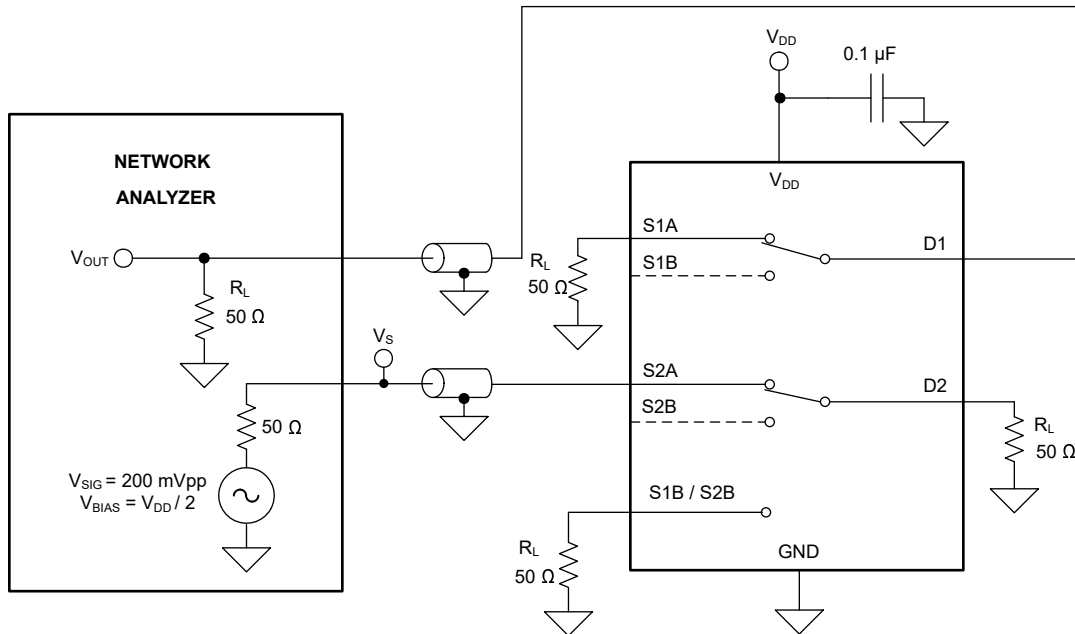 V_DD
0.1 µF
NETWORK
ANALYZER
V_DD
S1A
D1
V_OUT
R_L
50 Ω
S1B
R_L
50 Ω
V_S
S2A
D2
50 Ω
S2B
R_L
50 Ω
V_SIG = 200 mVpp
V_BIAS = V_DD / 2
S1B / S2B
R_L
50 Ω
GND